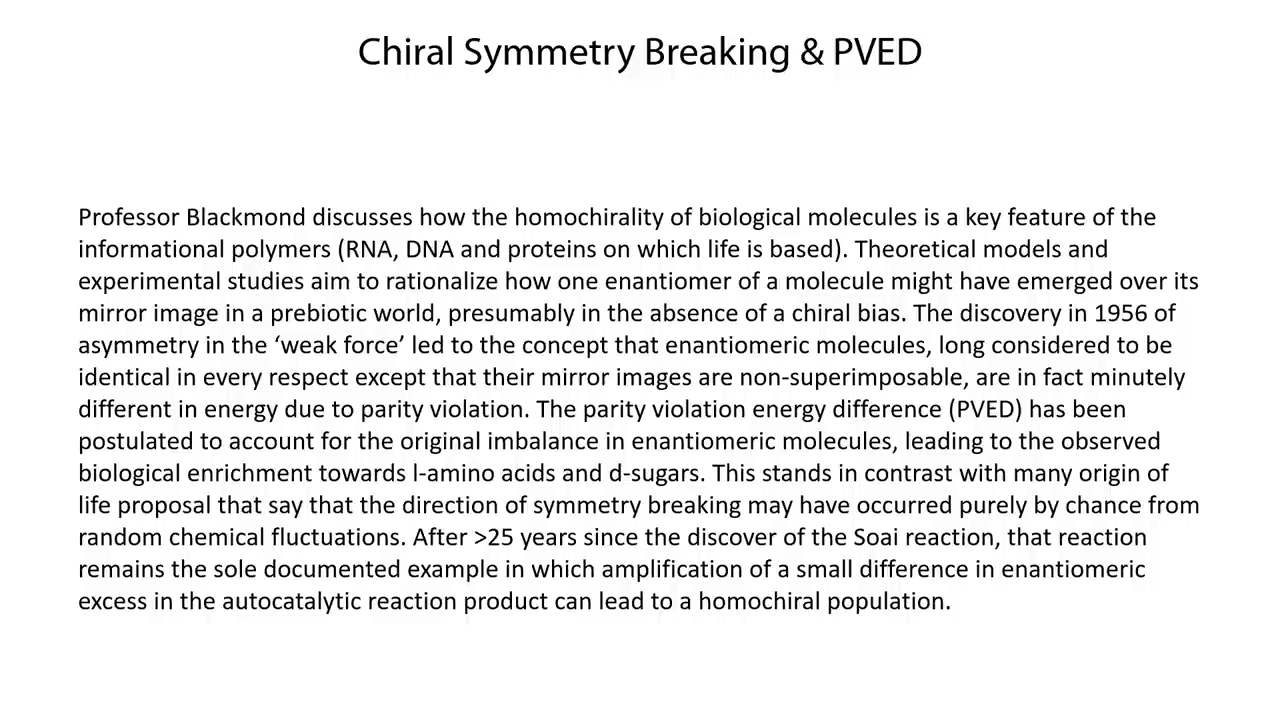 Chiral Symmetry Breaking & PVED
Professor Blackmond discusses how the homochirality of biological molecules is a key feature of the
informational polymers (RNA, DNA and proteins on which life is based). Theoretical models and
experimental studies aim to rationalize how one enantiomer of a molecule might have emerged over its
mirror image in a prebiotic world, presumably in the absence of a chiral bias. The discovery in 1956 of
asymmetry in the ‘weak force’ led to the concept that enantiomeric molecules, long considered to be
identical in every respect except that their mirror images are non-superimposable, are in fact minutely
different in energy due to parity violation. The parity violation energy difference (PVED) has been
postulated to account for the original imbalance in enantiomeric molecules, leading to the observed
biological enrichment towards l-amino acids and d-sugars. This stands in contrast with many origin of
life proposal that say that the direction of symmetry breaking may have occurred purely by chance from
random chemical fluctuations. After >25 years since the discover of the Soai reaction, that reaction
remains the sole documented example in which amplification of a small difference in enantiomeric
excess in the autocatalytic reaction product can lead to a homochiral population.